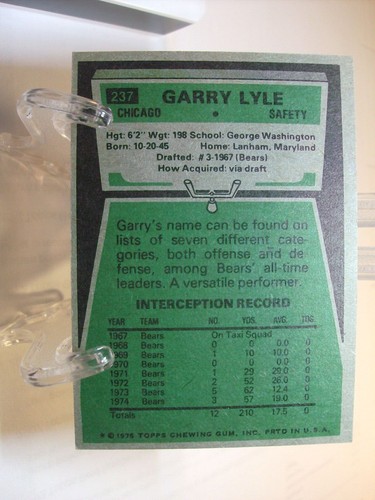 237 GARRY LYLE
CHICAGO • SAFETY
Hgt: 6'2" Wgt: 198 School: George Washington
Born: 10-20-45 Home: Lanham, Maryland
Drafted: #3-1967 (Bears)
How Acquired: via draft
Garry's name can be found on
lists of seven different cate-
gories, both offense and de-
fense, among Bears' all-time
leaders. A versatile performer.
INTERCEPTION RECORD
YEAR TEAM NO. YDS. AVG. TDS.
1967 Bears On Taxi Squad
1968 Bears 0 0 0.0 0
1969 Bears 1 10 10.0 0
1970 Bears 0 0 0.0 0
1971 Bears 1 29 29.0 0
1972 Bears 2 52 26.0 0
1973 Bears 5 62 12.4 0
1974 Bears 3 57 19.0 0
Totals 12 210 17.5 0
* © 1975 TOPPS CHEWING GUM, INC. PRTD IN U.S.A.